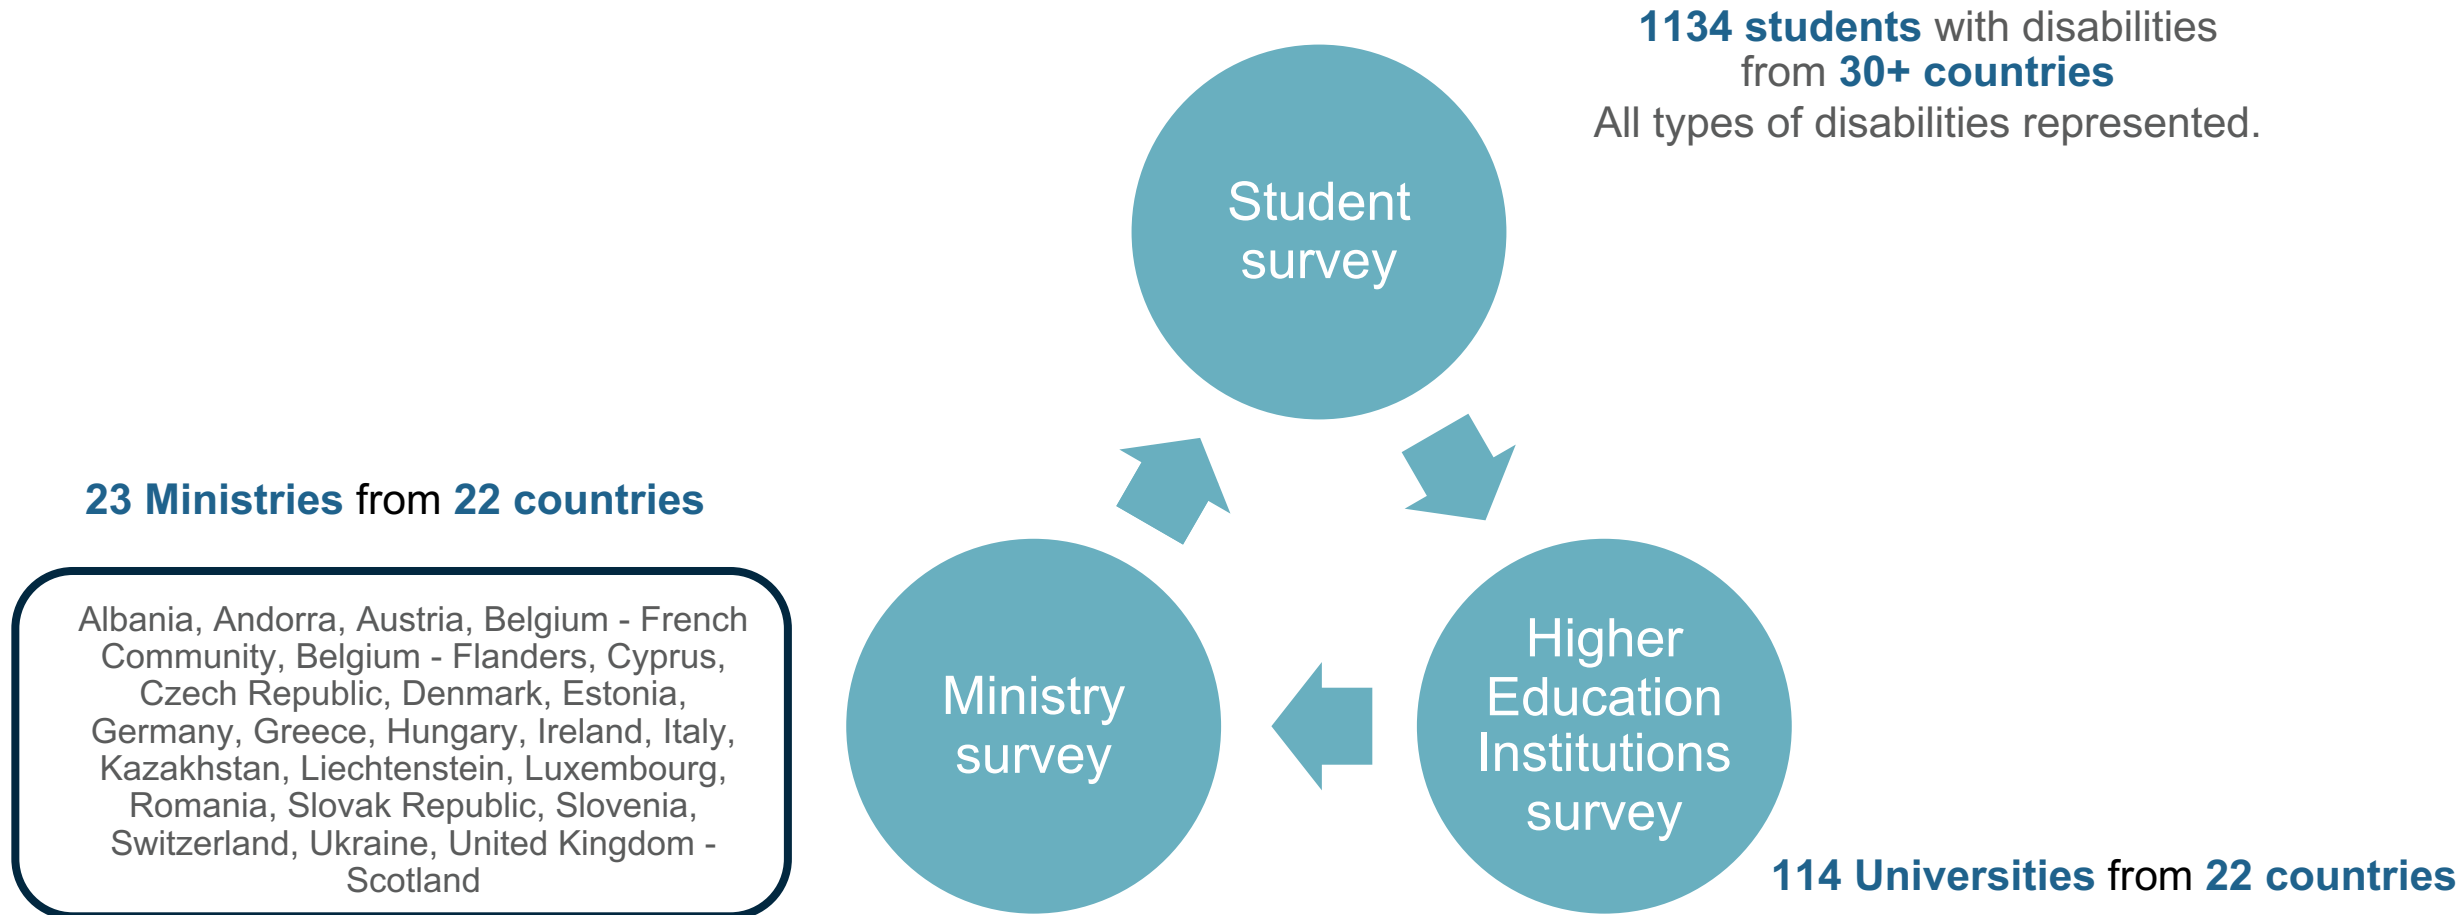 1134 students with disabilities
from 30+ countries
All types of disabilities represented.
Student
survey
23 Ministries from 22 countries
Albania, Andorra, Austria, Belgium - French
Community, Belgium - Flanders, Cyprus,
Czech Republic, Denmark, Estonia,
Germany, Greece, Hungary, Ireland, Italy,
Kazakhstan, Liechtenstein, Luxembourg,
Romania, Slovak Republic, Slovenia,
Switzerland, Ukraine, United Kingdom -
Scotland
Ministry
survey
Higher
Education
Institutions
survey
114 Universities from 22 countries